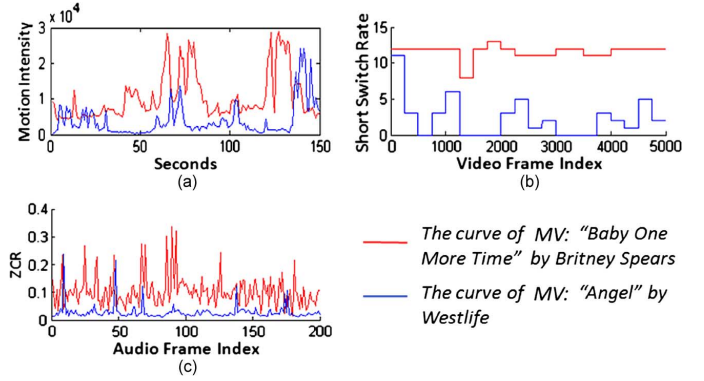 3 × 10⁴
2
1
0
Motion Intensity
0 50 100 150
Seconds
(a)
15
10
5
0
Short Switch Rate
0 1000 2000 3000 4000 5000
Video Frame Index
(b)
0.4
0.3
0.2
0.1
0
ZCR
0 50 100 150 200
Audio Frame Index
(c)
The curve of MV: “Baby One
More Time” by Britney Spears
The curve of MV: “Angel” by
Westlife